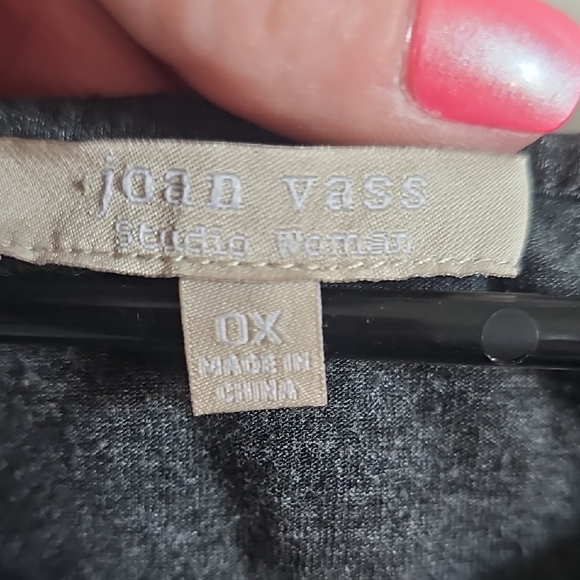 joan vass
studio woman
0X
MADE IN
CHINA